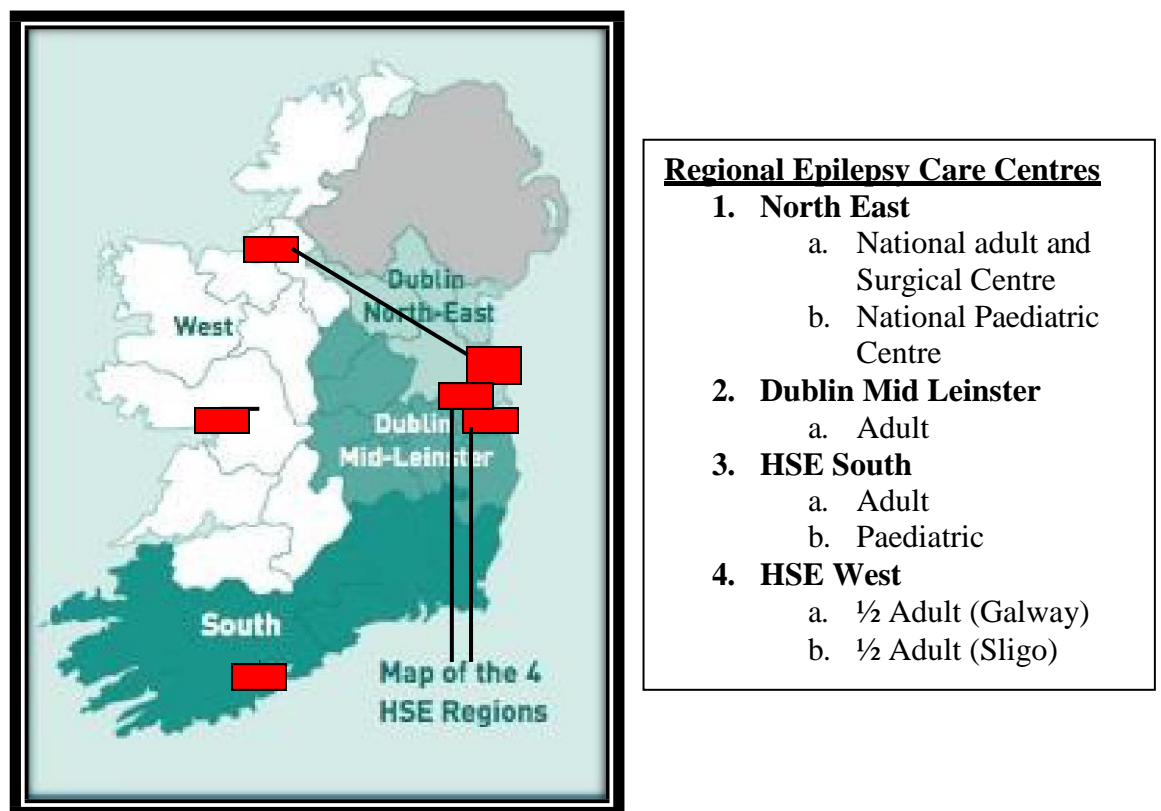 Dublin
North-East
West
Dublin
Mid-Leinster
South
Map of the 4
HSE Regions
Regional Epilepsy Care Centres
1. North East
a. National adult and
Surgical Centre
b. National Paediatric
Centre
2. Dublin Mid Leinster
a. Adult
3. HSE South
a. Adult
b. Paediatric
4. HSE West
a. ½ Adult (Galway)
b. ½ Adult (Sligo)